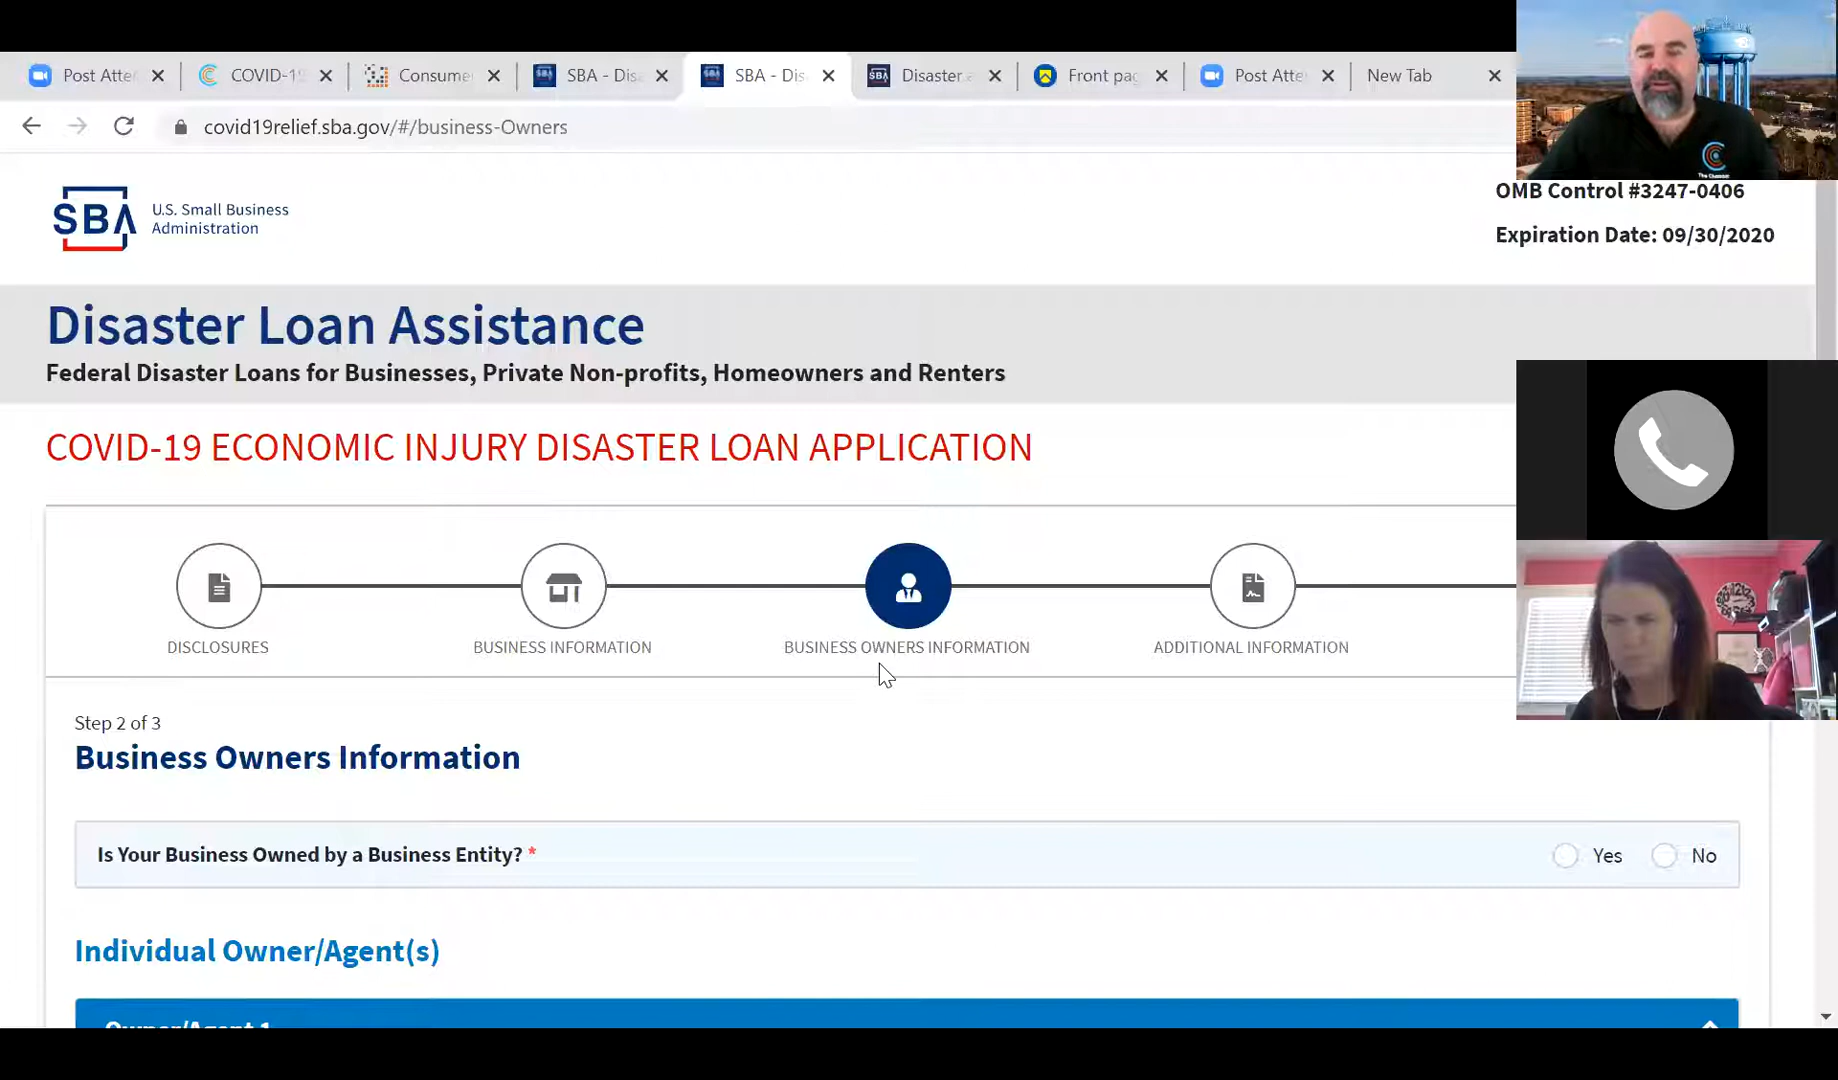 Post Atte
COVID-19
Consume
SBA - Dis
SBA - Dis
Disaster a
Front pag
Post Atte
New Tab
covid19relief.sba.gov/#/business-Owners
SBA
U.S. Small Business
Administration
OMB Control #3247-0406
Expiration Date: 09/30/2020
Disaster Loan Assistance
Federal Disaster Loans for Businesses, Private Non-profits, Homeowners and Renters
COVID-19 ECONOMIC INJURY DISASTER LOAN APPLICATION
DISCLOSURES
BUSINESS INFORMATION
BUSINESS OWNERS INFORMATION
ADDITIONAL INFORMATION
Step 2 of 3
Business Owners Information
Is Your Business Owned by a Business Entity? *
Yes
No
Individual Owner/Agent(s)
Owner/Agent 1